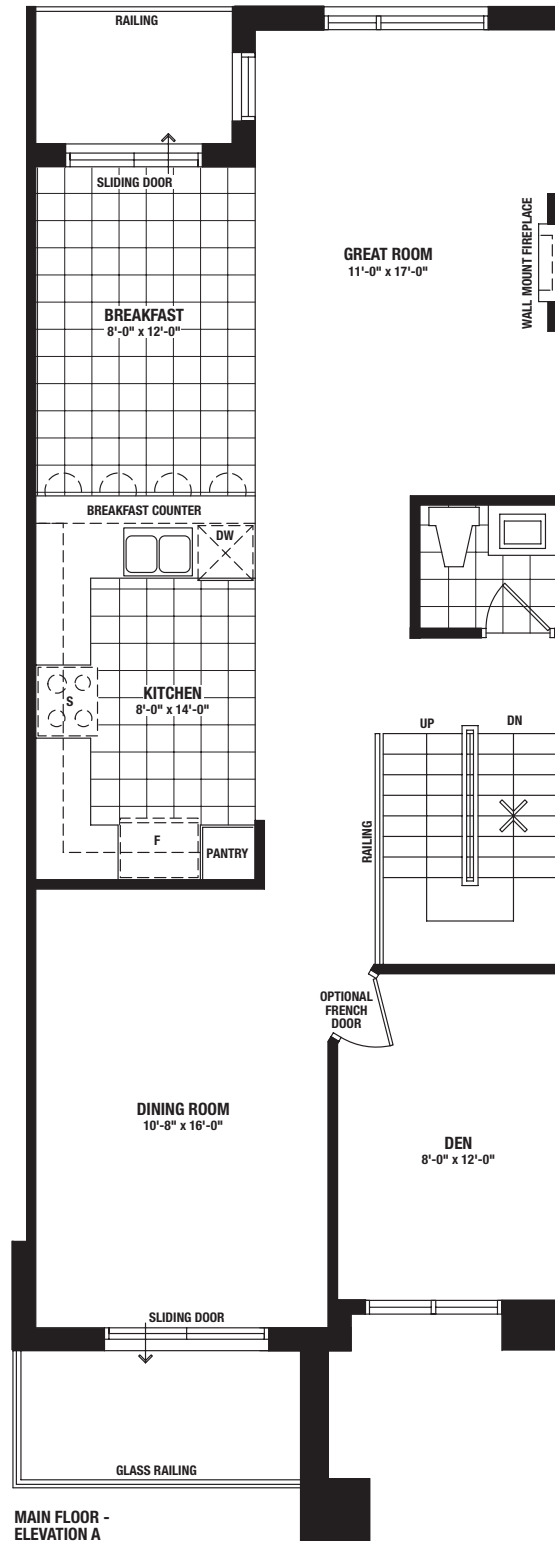 RAILING
SLIDING DOOR
GREAT ROOM
11'-0" x 17'-0"
WALL MOUNT FIREPLACE
BREAKFAST
8'-0" x 12'-0"
BREAKFAST COUNTER
DW
S
KITCHEN
8'-0" x 14'-0"
UP
DN
RAILING
F
PANTRY
OPTIONAL
FRENCH
DOOR
DINING ROOM
10'-8" x 16'-0"
DEN
8'-0" x 12'-0"
SLIDING DOOR
GLASS RAILING
MAIN FLOOR -
ELEVATION A